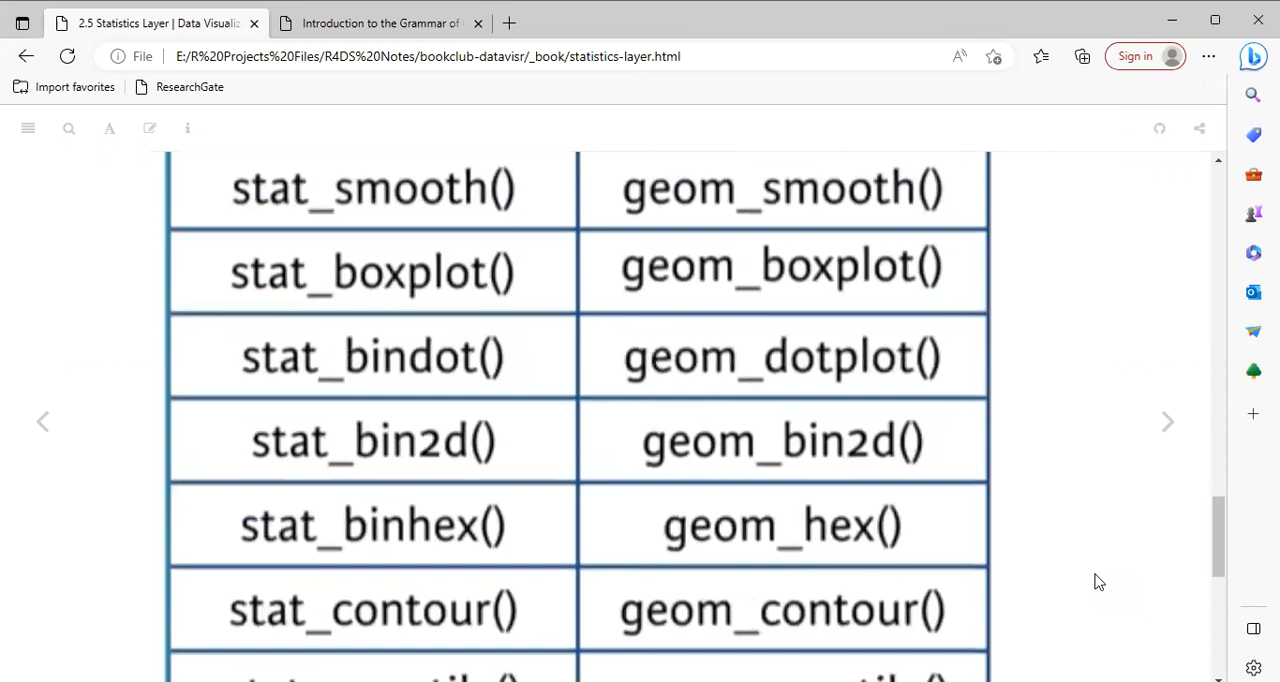 2.5 Statistics Layer | Data Visualiz
Introduction to the Grammar of
File E:/R%20Projects%20Files/R4DS%20Notes/bookclub-datavisr/_book/statistics-layer.html
Sign in
Import favorites ResearchGate
stat_smooth() geom_smooth()
stat_boxplot() geom_boxplot()
stat_bindot() geom_dotplot()
stat_bin2d() geom_bin2d()
stat_binhex() geom_hex()
stat_contour() geom_contour()